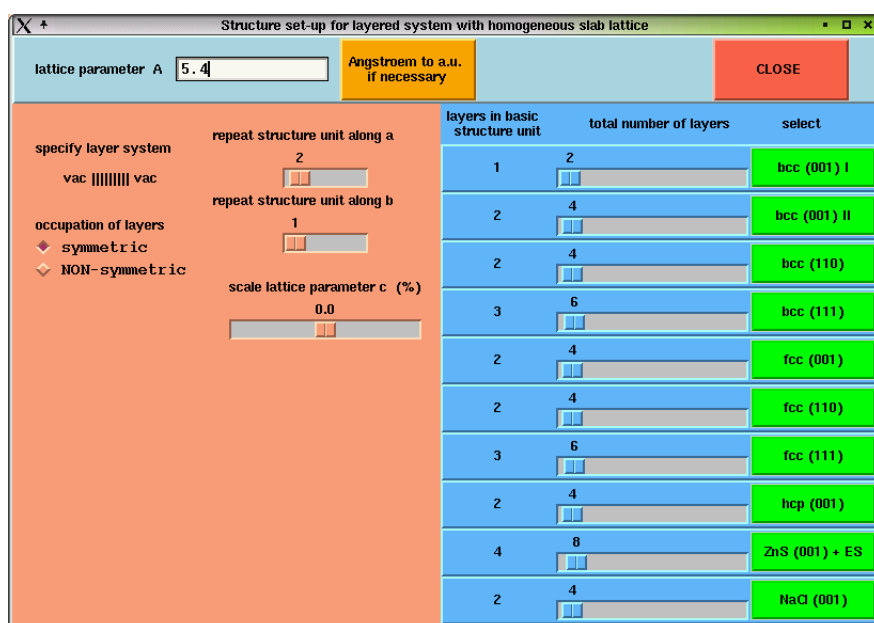 Structure set-up for layered system with homogeneous slab lattice
lattice parameter A 5.4
Angstroem to a.u.
if necessary
CLOSE
specify layer system
vac ||||||||| vac
occupation of layers
symmetric
NON-symmetric
repeat structure unit along a
2
repeat structure unit along b
1
scale lattice parameter c (%)
0.0
layers in basic
structure unit
total number of layers
select
1 2 bcc (001) I
2 4 bcc (001) II
2 4 bcc (110)
3 6 bcc (111)
2 4 fcc (001)
2 4 fcc (110)
3 6 fcc (111)
2 4 hcp (001)
4 8 ZnS (001) + ES
2 4 NaCl (001)